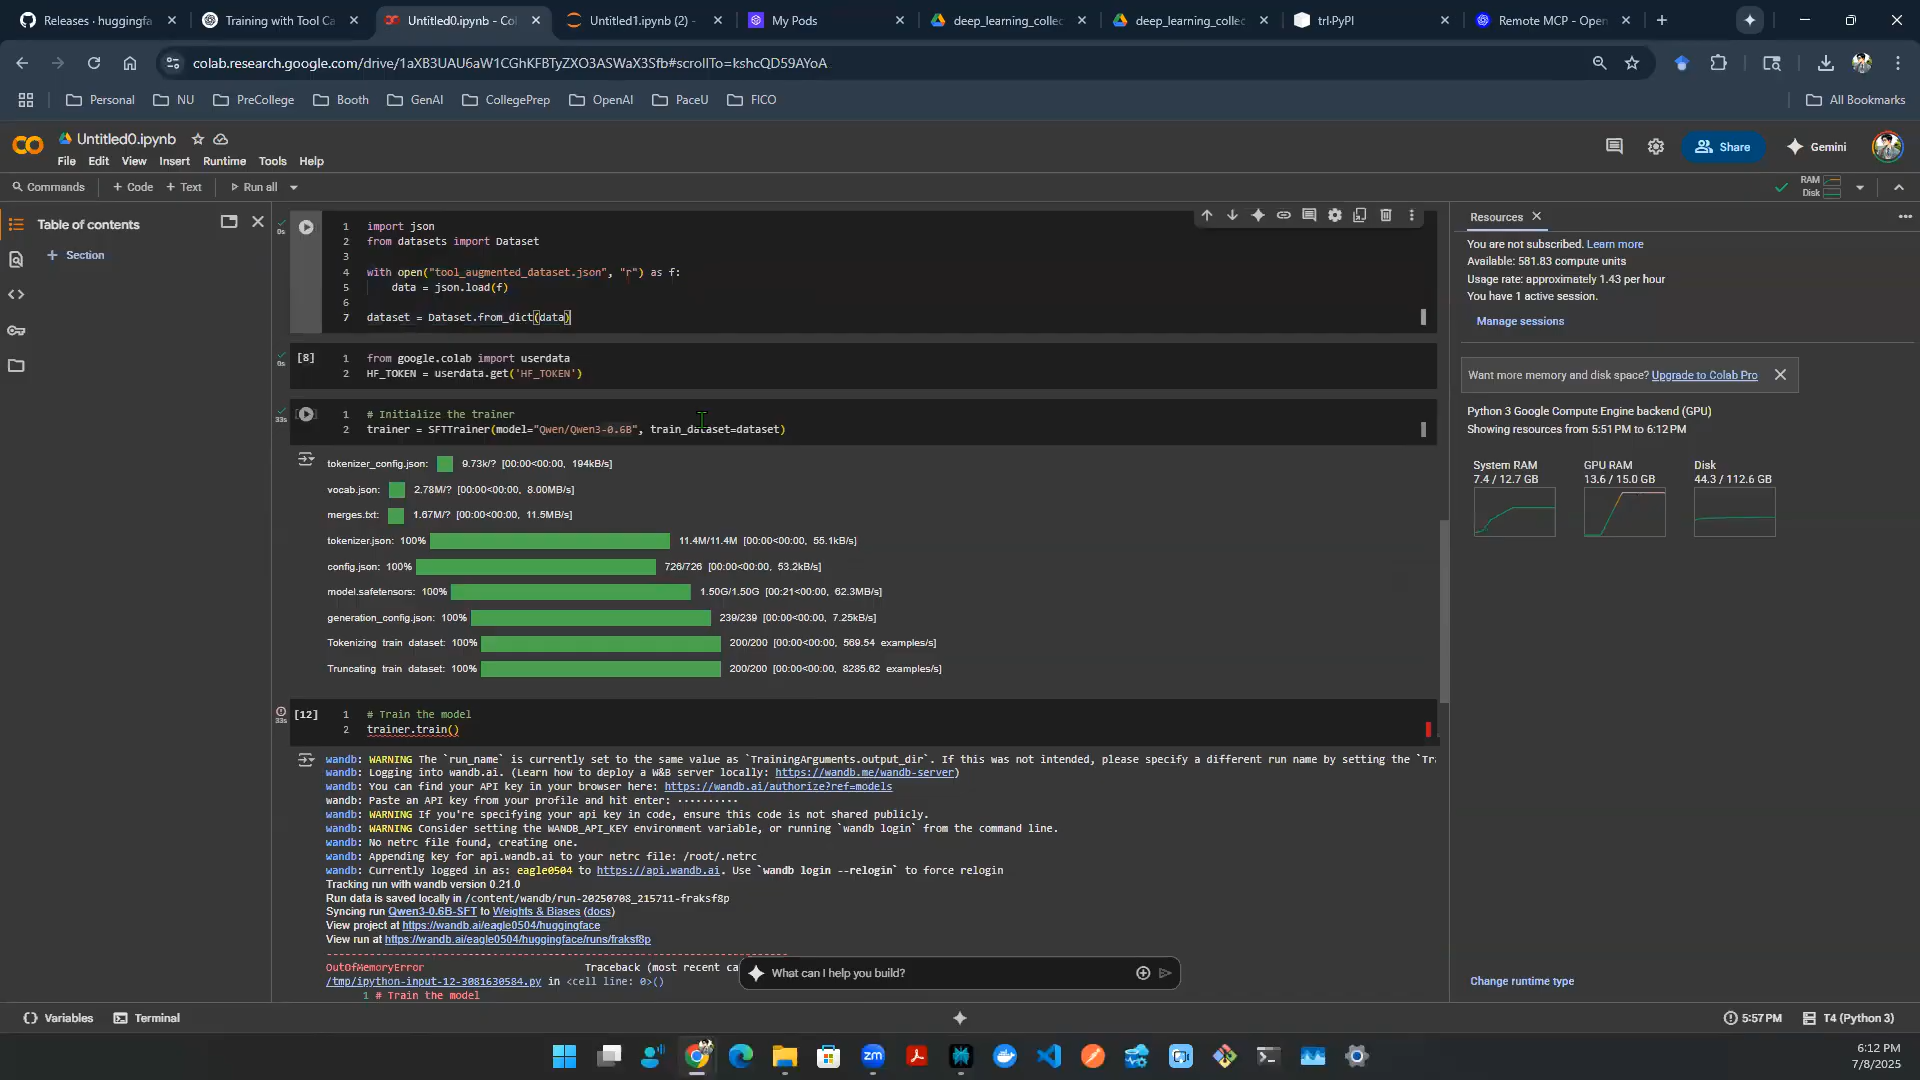 Releases · huggingfa
Training with Tool Ca
Untitled0.ipynb - Co
Untitled1.ipynb (2) -
My Pods
deep_learning_collec
deep_learning_collec
trl·PyPI
Remote MCP - Open
colab.research.google.com/drive/1aXB3UAU6aW1CGhKFBTyZXO3ASWaX3Sfb#scrollTo=kshcQD59AYoA
Personal
NU
PreCollege
Booth
GenAI
CollegePrep
OpenAI
PaceU
FICO
All Bookmarks
CO
Untitled0.ipynb
File Edit View Insert Runtime Tools Help
Share
Gemini
Commands + Code + Text Run all
RAM
Disk
Table of contents
+ Section
0s
1 import json
2 from datasets import Dataset
3
4 with open("tool_augmented_dataset.json", "r") as f:
5 data = json.load(f)
6
7 dataset = Dataset.from_dict(data)
0s
[8] 1 from google.colab import userdata
2 HF_TOKEN = userdata.get('HF_TOKEN')
33s
1 # Initialize the trainer
2 trainer = SFTTrainer(model="Qwen/Qwen3-0.6B", train_dataset=dataset)
tokenizer_config.json: 9.73k/? [00:00<00:00, 194kB/s]
vocab.json: 2.78M/? [00:00<00:00, 8.00MB/s]
merges.txt: 1.67M/? [00:00<00:00, 11.5MB/s]
tokenizer.json: 100% 11.4M/11.4M [00:00<00:00, 55.1kB/s]
config.json: 100% 726/726 [00:00<00:00, 53.2kB/s]
model.safetensors: 100% 1.50G/1.50G [00:21<00:00, 62.3MB/s]
generation_config.json: 100% 239/239 [00:00<00:00, 7.25kB/s]
Tokenizing train dataset: 100% 200/200 [00:00<00:00, 569.54 examples/s]
Truncating train dataset: 100% 200/200 [00:00<00:00, 8285.62 examples/s]
33s
[12] 1 # Train the model
2 trainer.train()
wandb: WARNING The `run_name` is currently set to the same value as `TrainingArguments.output_dir`. If this was not intended, please specify a different run name by setting the `Tr
wandb: Logging into wandb.ai. (Learn how to deploy a W&B server locally: https://wandb.me/wandb-server)
wandb: You can find your API key in your browser here: https://wandb.ai/authorize?ref=models
wandb: Paste an API key from your profile and hit enter: ··········
wandb: WARNING If you're specifying your api key in code, ensure this code is not shared publicly.
wandb: WARNING Consider setting the WANDB_API_KEY environment variable, or running `wandb login` from the command line.
wandb: No netrc file found, creating one.
wandb: Appending key for api.wandb.ai to your netrc file: /root/.netrc
wandb: Currently logged in as: eagle0504 to https://api.wandb.ai. Use `wandb login --relogin` to force relogin
Tracking run with wandb version 0.21.0
Run data is saved locally in /content/wandb/run-20250708_215711-fraksf8p
Syncing run Qwen3-0.6B-SFT to Weights & Biases (docs)
View project at https://wandb.ai/eagle0504/huggingface
View run at https://wandb.ai/eagle0504/huggingface/runs/fraksf8p
---------------------------------------------------------------------------
OutOfMemoryError Traceback (most recent ca
/tmp/ipython-input-12-3081630584.py in <cell line: 0>()
1 # Train the model
What can I help you build?
Resources
You are not subscribed. Learn more
Available: 581.83 compute units
Usage rate: approximately 1.43 per hour
You have 1 active session.
Manage sessions
Want more memory and disk space? Upgrade to Colab Pro
Python 3 Google Compute Engine backend (GPU)
Showing resources from 5:51 PM to 6:12 PM
System RAM
7.4 / 12.7 GB
GPU RAM
13.6 / 15.0 GB
Disk
44.3 / 112.6 GB
Change runtime type
Variables
Terminal
5:57 PM
T4 (Python 3)
zm
6:12 PM
7/8/2025